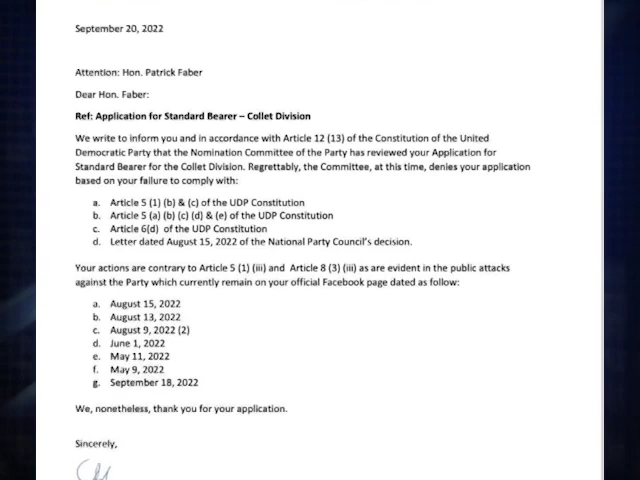 September 20, 2022
Attention: Hon. Patrick Faber
Dear Hon. Faber:
Ref: Application for Standard Bearer – Collet Division
We write to inform you and in accordance with Article 12 (13) of the Constitution of the United
Democratic Party that the Nomination Committee of the Party has reviewed your Application for
Standard Bearer for the Collet Division. Regrettably, the Committee, at this time, denies your application
based on your failure to comply with:
a. Article 5 (1) (b) & (c) of the UDP Constitution
b. Article 5 (a) (b) (c) (d) & (e) of the UDP Constitution
c. Article 6(d) of the UDP Constitution
d. Letter dated August 15, 2022 of the National Party Council's decision.
Your actions are contrary to Article 5 (1) (iii) and Article 8 (3) (iii) as are evident in the public attacks
against the Party which currently remain on your official Facebook page dated as follow:
a. August 15, 2022
b. August 13, 2022
c. August 9, 2022 (2)
d. June 1, 2022
e. May 11, 2022
f. May 9, 2022
g. September 18, 2022
We, nonetheless, thank you for your application.
Sincerely,